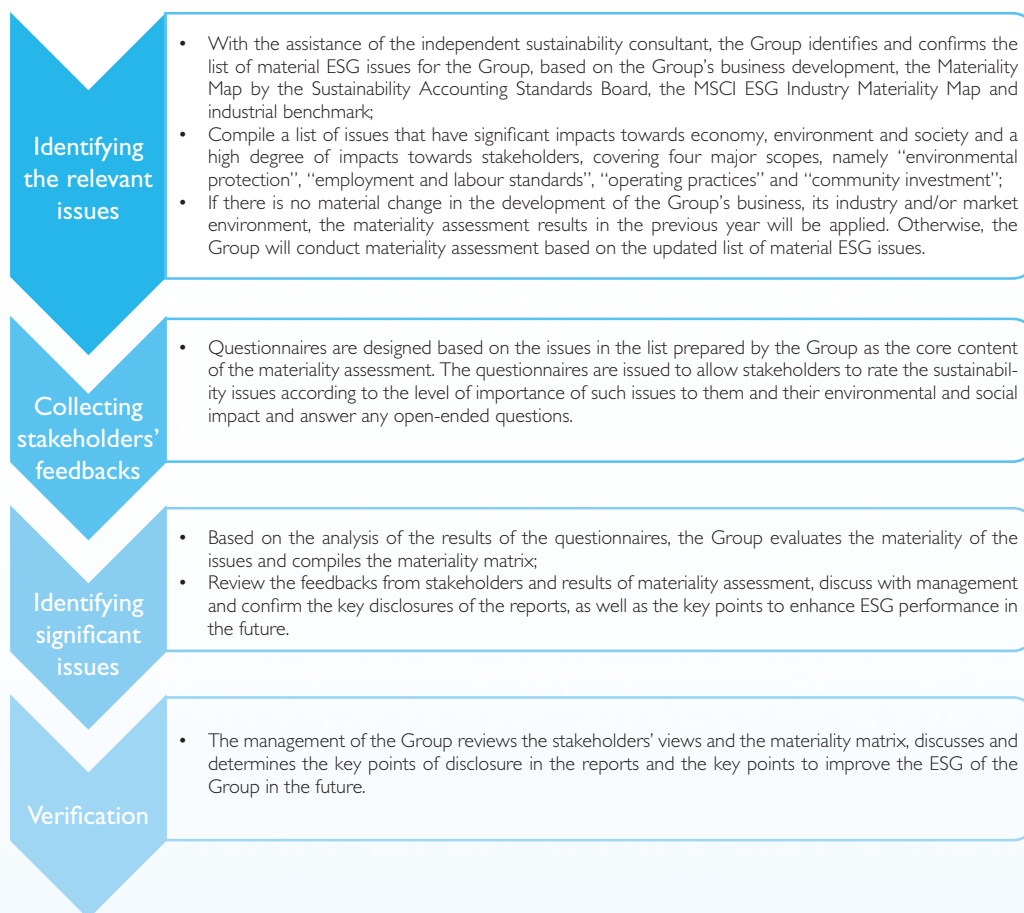 Identifying
the relevant
issues
• With the assistance of the independent sustainability consultant, the Group identifies and confirms the
list of material ESG issues for the Group, based on the Group’s business development, the Materiality
Map by the Sustainability Accounting Standards Board, the MSCI ESG Industry Materiality Map and
industrial benchmark;
• Compile a list of issues that have significant impacts towards economy, environment and society and a
high degree of impacts towards stakeholders, covering four major scopes, namely “environmental
protection”, “employment and labour standards”, “operating practices” and “community investment”;
• If there is no material change in the development of the Group’s business, its industry and/or market
environment, the materiality assessment results in the previous year will be applied. Otherwise, the
Group will conduct materiality assessment based on the updated list of material ESG issues.
Collecting
stakeholders’
feedbacks
• Questionnaires are designed based on the issues in the list prepared by the Group as the core content
of the materiality assessment. The questionnaires are issued to allow stakeholders to rate the sustainabil-
ity issues according to the level of importance of such issues to them and their environmental and social
impact and answer any open-ended questions.
Identifying
significant
issues
• Based on the analysis of the results of the questionnaires, the Group evaluates the materiality of the
issues and compiles the materiality matrix;
• Review the feedbacks from stakeholders and results of materiality assessment, discuss with management
and confirm the key disclosures of the reports, as well as the key points to enhance ESG performance in
the future.
Verification
• The management of the Group reviews the stakeholders’ views and the materiality matrix, discusses and
determines the key points of disclosure in the reports and the key points to improve the ESG of the
Group in the future.